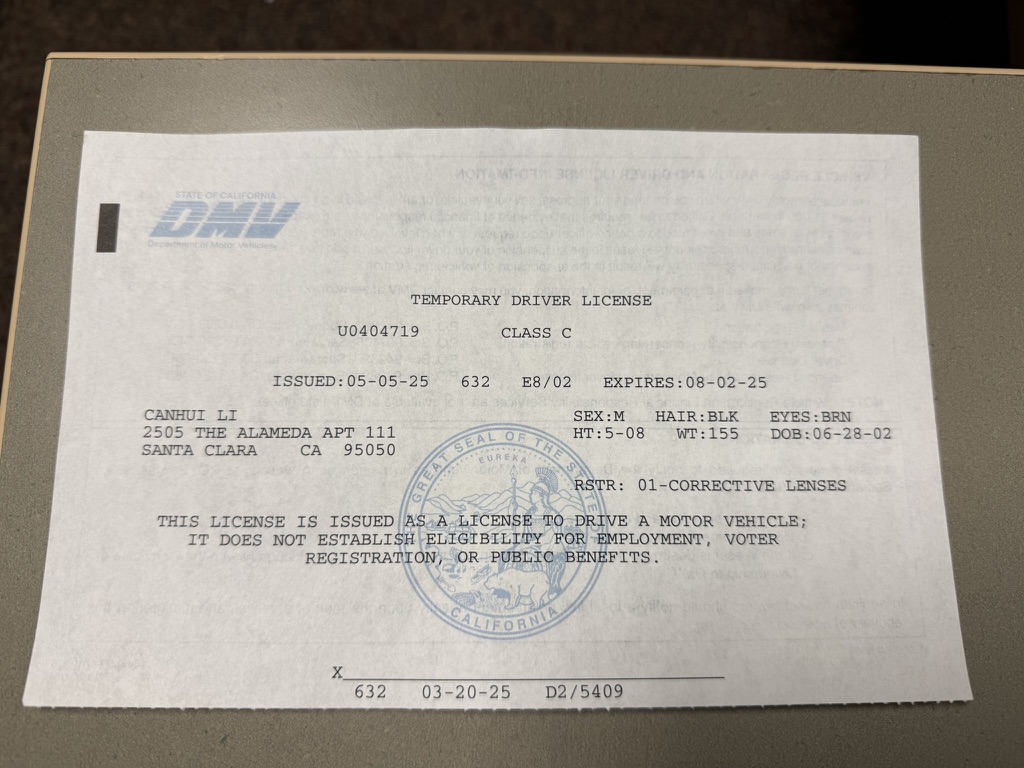 STATE OF CALIFORNIA
DMV
Department of Motor Vehicles
TEMPORARY DRIVER LICENSE
U0404719 CLASS C
ISSUED:05-05-25 632 E8/02 EXPIRES:08-02-25
CANHUI LI SEX:M HAIR:BLK EYES:BRN
2505 THE ALAMEDA APT 111 HT:5-08 WT:155 DOB:06-28-02
SANTA CLARA CA 95050
RSTR: 01-CORRECTIVE LENSES
THIS LICENSE IS ISSUED AS A LICENSE TO DRIVE A MOTOR VEHICLE;
IT DOES NOT ESTABLISH ELIGIBILITY FOR EMPLOYMENT, VOTER
REGISTRATION, OR PUBLIC BENEFITS.
GREAT SEAL OF THE STATE OF CALIFORNIA
EUREKA
X
632 03-20-25 D2/5409